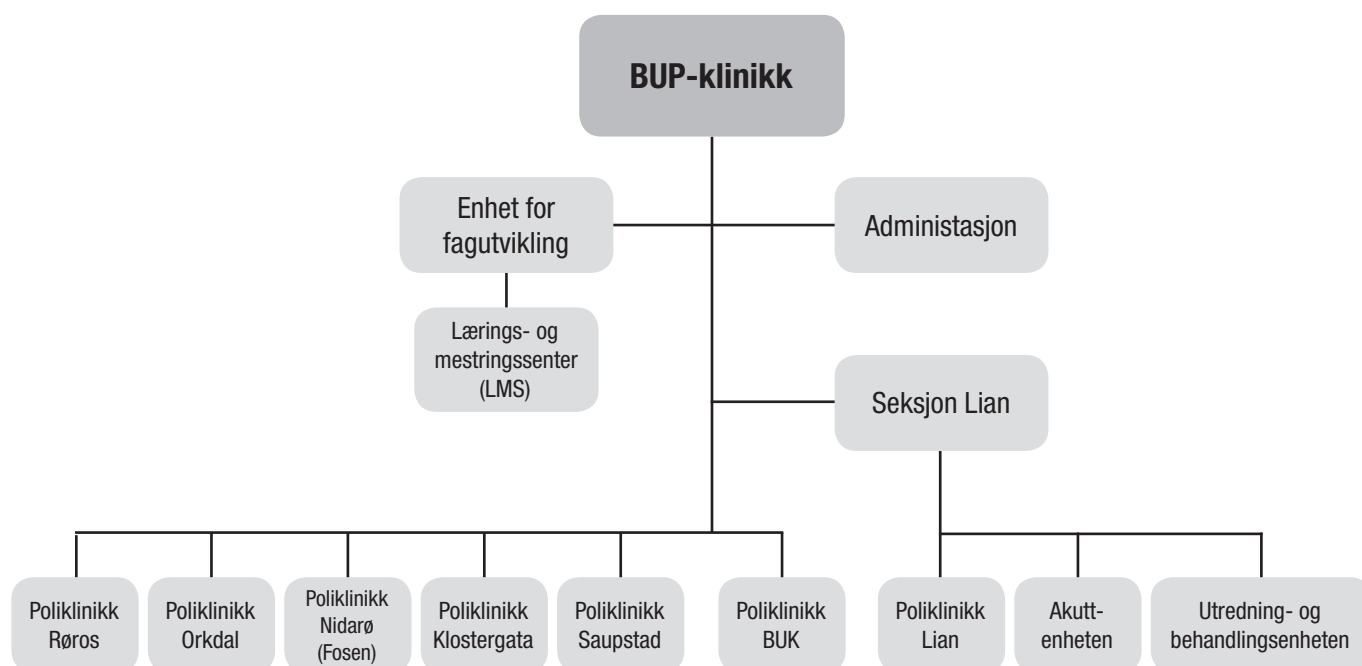 BUP-klinikk
Enhet for
fagutvikling
Administasjon
Lærings- og
mestringssenter
(LMS)
Seksjon Lian
Poliklinikk
Røros
Poliklinikk
Orkdal
Poliklinikk
Nidarø
(Fosen)
Poliklinikk
Klostergata
Poliklinikk
Saupstad
Poliklinikk
BUK
Poliklinikk
Lian
Akutt-
enheten
Utredning- og
behandlingsenheten